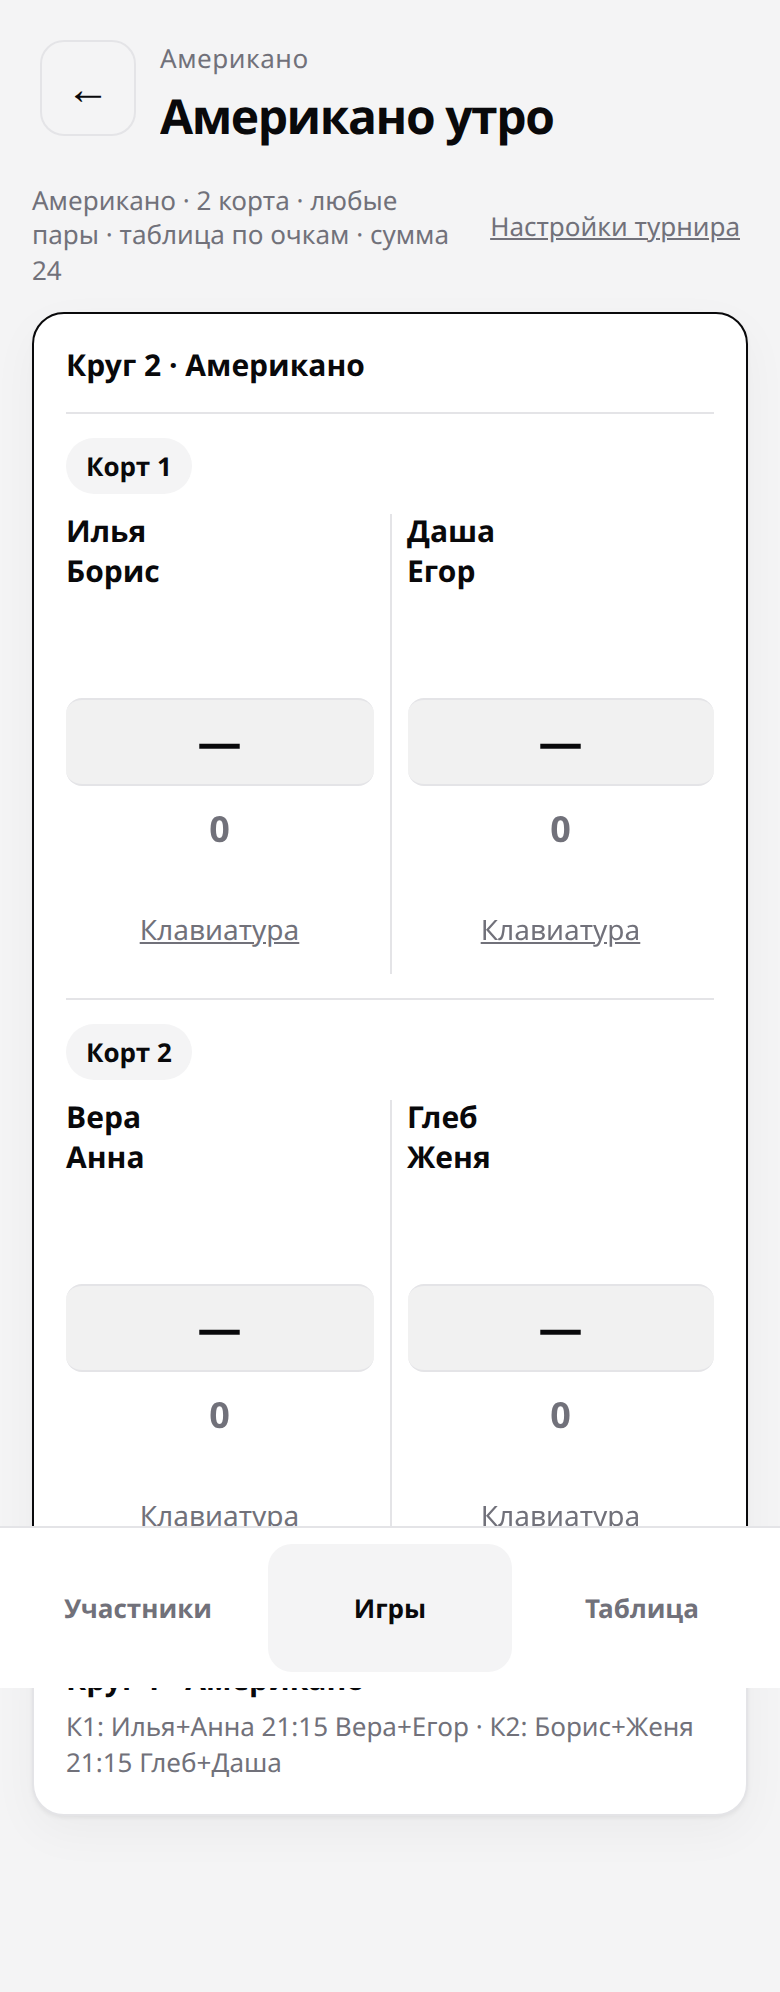 ←
Американо
Американо утро
Американо · 2 корта · любые
пары · таблица по очкам · сумма
24
Настройки турнира
Круг 2 · Американо
Корт 1
Илья
Борис
Даша
Егор
—
—
0
0
Клавиатура
Клавиатура
Корт 2
Вера
Анна
Глеб
Женя
—
—
0
0
Клавиатура
Клавиатура
Участники
Игры
Таблица
К1: Илья+Анна 21:15 Вера+Егор · К2: Борис+Женя
21:15 Глеб+Даша